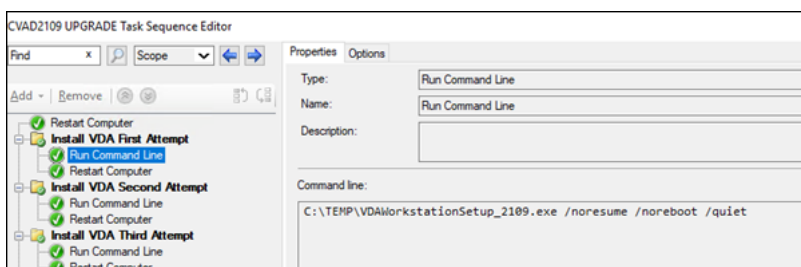 CVAD2109 UPGRADE Task Sequence Editor
Find x Scope
Add Remove
Restart Computer
Install VDA First Attempt
Run Command Line
Restart Computer
Install VDA Second Attempt
Run Command Line
Restart Computer
Install VDA Third Attempt
Run Command Line
Restart Computer
Properties Options
Type: Run Command Line
Name: Run Command Line
Description:
Command line:
C:\TEMP\VDAWorkstationSetup_2109.exe /noresume /noreboot /quiet